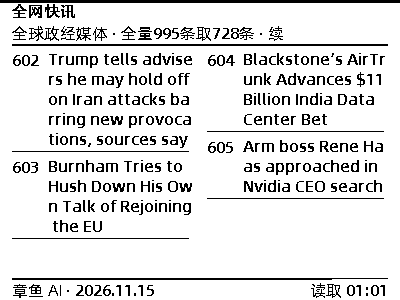 全网快讯
全球政经媒体 · 全量995条取728条 · 续
602 Trump tells advise
rs he may hold off
on Iran attacks ba
rring new provoca
tions, sources say
603 Burnham Tries to
Hush Down His Ow
n Talk of Rejoining
the EU
604 Blackstone's AirTr
unk Advances $11
Billion India Data
Center Bet
605 Arm boss Rene Ha
as approached in
Nvidia CEO search
章鱼 AI · 2026.11.15
读取 01:01